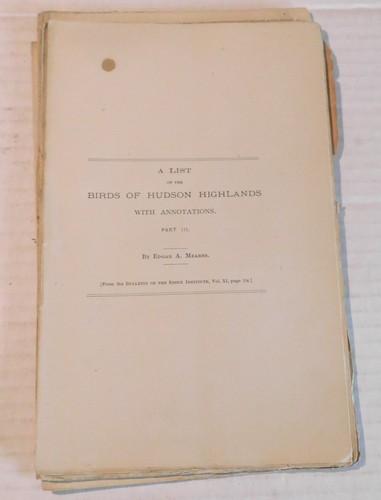 A LIST
OF THE
BIRDS OF HUDSON HIGHLANDS
WITH ANNOTATIONS.
PART III.
BY EDGAR A. MEARNS.
[From the BULLETIN OF THE ESSEX INSTITUTE, Vol. XI, page